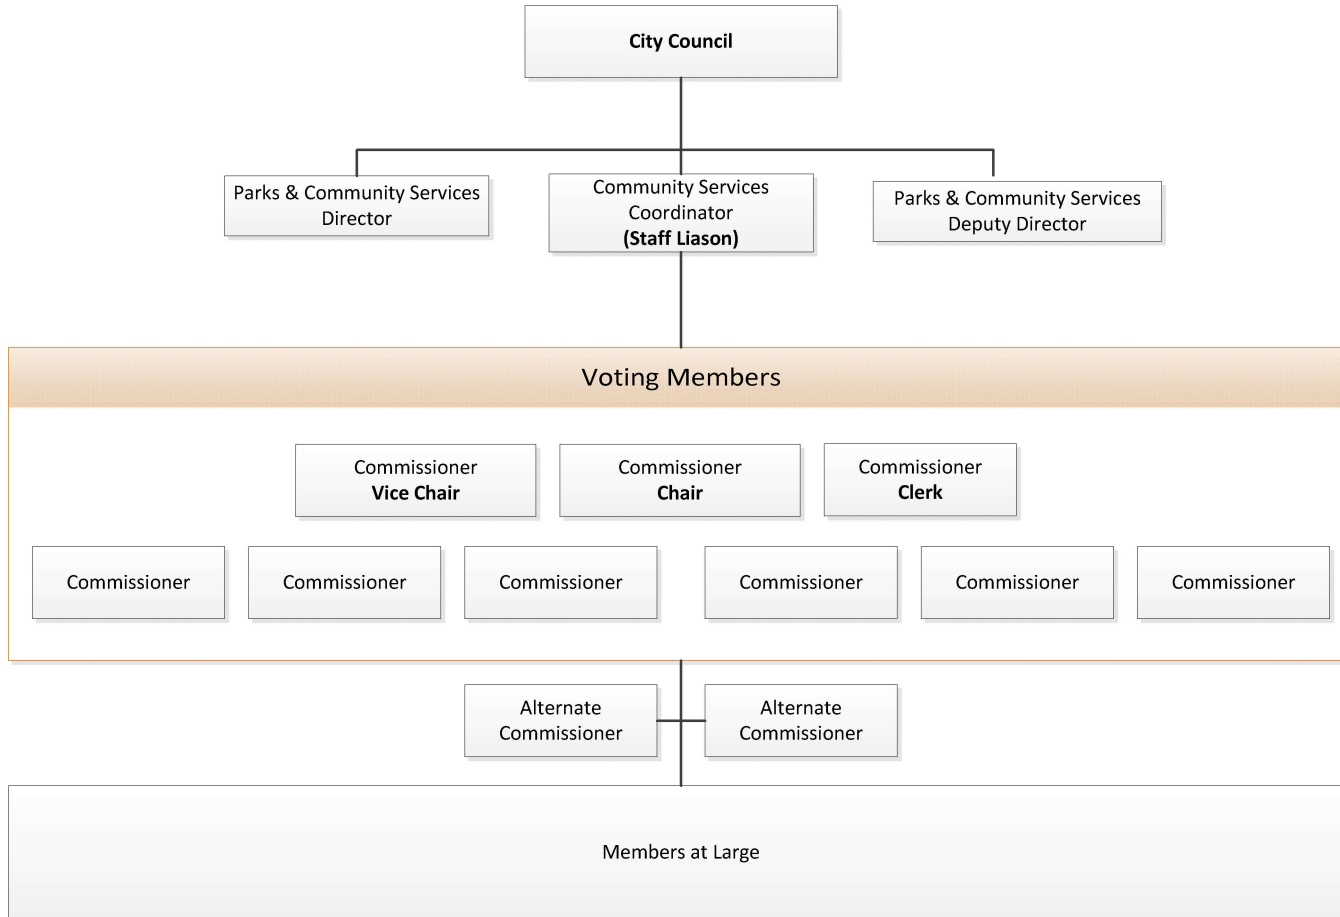 City Council
Parks & Community Services
Director
Community Services
Coordinator
(Staff Liason)
Parks & Community Services
Deputy Director
Voting Members
Commissioner
Vice Chair
Commissioner
Chair
Commissioner
Clerk
Commissioner
Commissioner
Commissioner
Commissioner
Commissioner
Commissioner
Alternate
Commissioner
Alternate
Commissioner
Members at Large